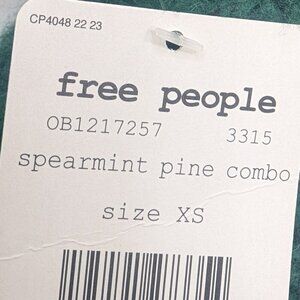 CP4048 22 23
free people
OB1217257 3315
spearmint pine combo
size XS